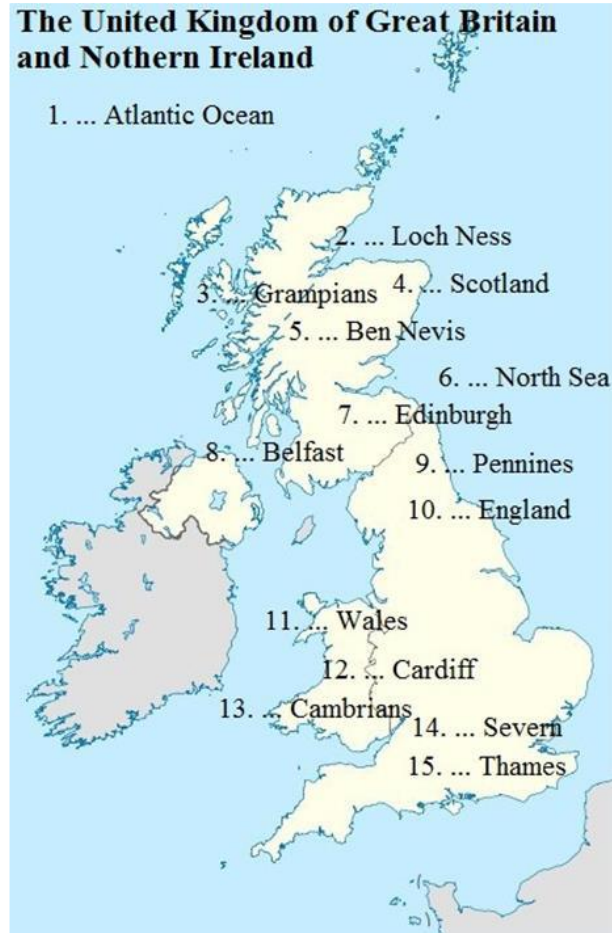 The United Kingdom of Great Britain
and Nothern Ireland
1. ... Atlantic Ocean
2. ... Loch Ness
3. ... Grampians
4. ... Scotland
5. ... Ben Nevis
6. ... North Sea
7. ... Edinburgh
8. ... Belfast
9. ... Pennines
10. ... England
11. ... Wales
12. ... Cardiff
13. ... Cambrians
14. ... Severn
15. ... Thames